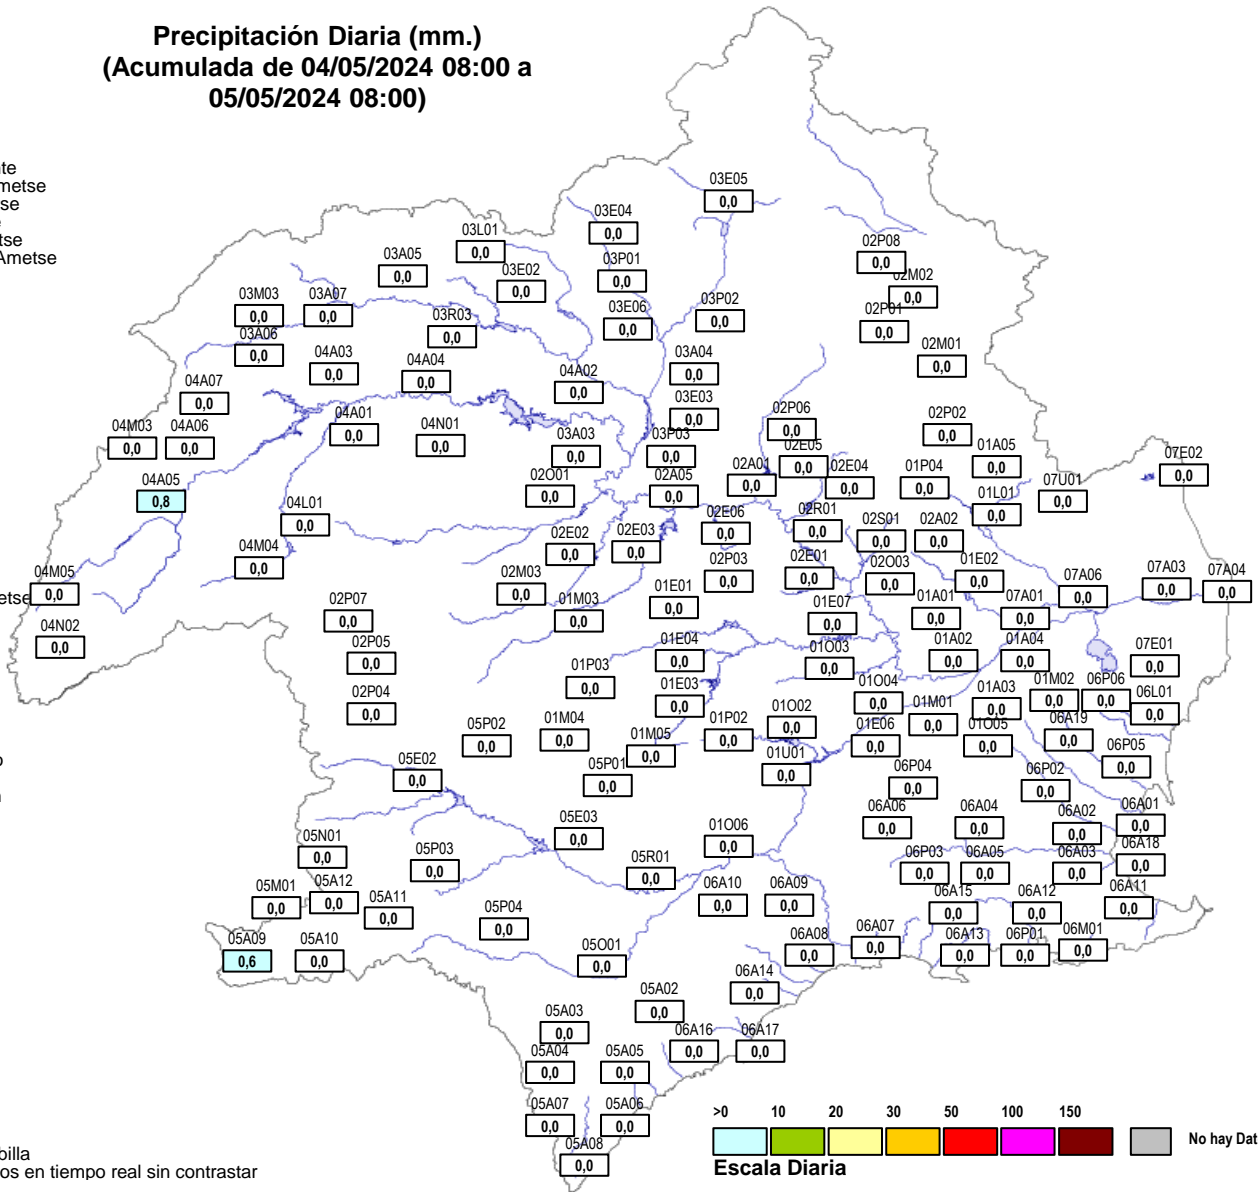 Precipitación Diaria (mm.)
(Acumulada de 04/05/2024 08:00 a
05/05/2024 08:00)
03E05
0,0
03E04
0,0
03L01
0,0
03A05
0,0
03E02
0,0
03P01
0,0
02P08
0,0
02M02
0,0
03M03
0,0
03A07
0,0
03R03
0,0
03E06
0,0
03P02
0,0
02P01
0,0
03A06
0,0
04A03
0,0
04A04
0,0
04A02
0,0
03A04
0,0
02M01
0,0
04A07
0,0
04A01
0,0
04N01
0,0
03E03
0,0
02P06
0,0
02P02
0,0
04M03
0,0
04A06
0,0
03A03
0,0
03P03
0,0
02E05
0,0
01A05
0,0
07E02
0,0
04A05
0,8
02O01
0,0
02A05
0,0
02A01
0,0
02E04
0,0
01P04
0,0
07U01
0,0
04L01
0,0
01L01
0,0
02E02
0,0
02E03
0,0
02E06
0,0
02R01
0,0
02S01
0,0
02A02
0,0
04M04
0,0
04M05
0,0
02M03
0,0
02P03
0,0
02E01
0,0
02O03
0,0
01E02
0,0
07A06
0,0
07A03
0,0
07A04
0,0
02P07
0,0
01M03
0,0
01E01
0,0
01E07
0,0
01A01
0,0
07A01
0,0
04N02
0,0
02P05
0,0
01E04
0,0
01O03
0,0
01A02
0,0
01A04
0,0
07E01
0,0
02P04
0,0
01P03
0,0
01E03
0,0
01O04
0,0
01A03
0,0
01M02
0,0
06P06
0,0
06L01
0,0
05P02
0,0
01M04
0,0
01M05
0,0
01P02
0,0
01O02
0,0
01E06
0,0
01M01
0,0
01O05
0,0
06A19
0,0
06P05
0,0
05E02
0,0
05P01
0,0
01U01
0,0
06P04
0,0
06P02
0,0
05E03
0,0
01O06
0,0
06A06
0,0
06A04
0,0
06A02
0,0
06A01
0,0
05N01
0,0
05P03
0,0
05R01
0,0
06P03
0,0
06A05
0,0
06A03
0,0
06A18
0,0
05M01
0,0
05A12
0,0
05A11
0,0
05P04
0,0
06A10
0,0
06A09
0,0
06A15
0,0
06A12
0,0
06A11
0,0
05A09
0,6
05A10
0,0
05O01
0,0
06A08
0,0
06A07
0,0
06A13
0,0
06P01
0,0
06M01
0,0
05A02
0,0
06A14
0,0
05A03
0,0
06A16
0,0
06A17
0,0
05A04
0,0
05A05
0,0
05A07
0,0
05A06
0,0
05A08
0,0
>0 10 20 30 50 100 150
No hay Dat
Escala Diaria
billa
os en tiempo real sin contrastar